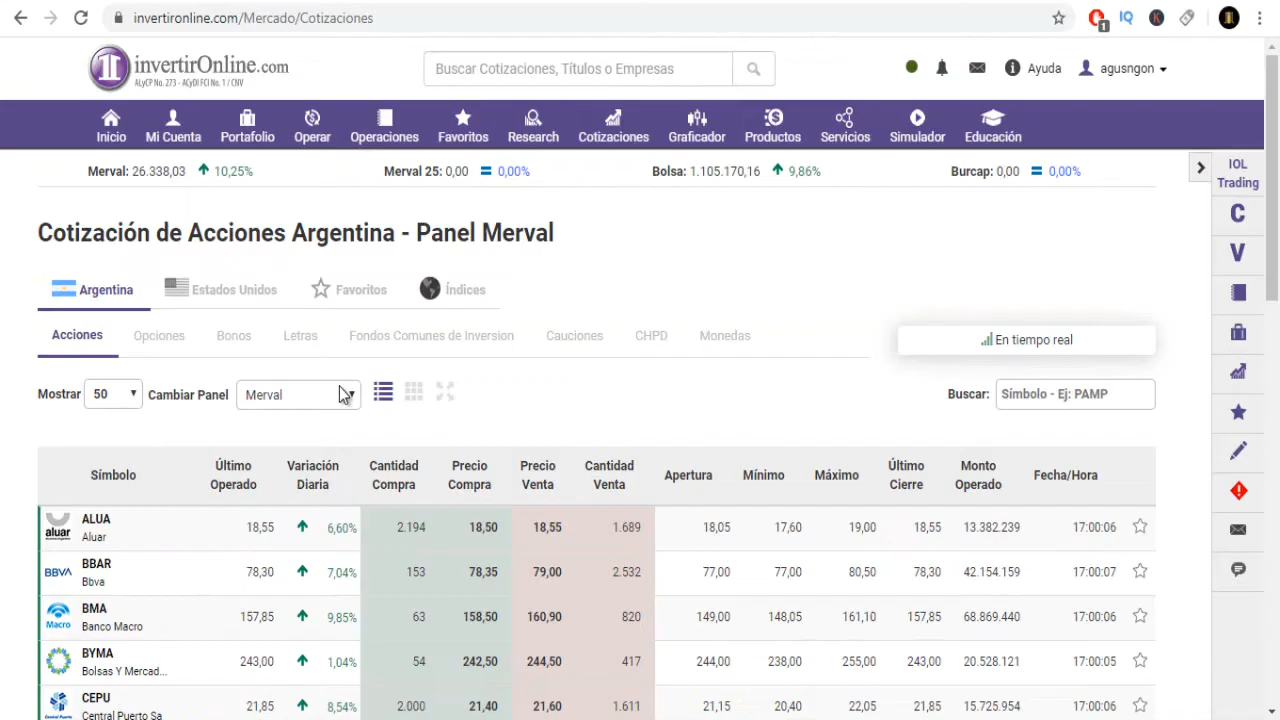 invertironline.com/Mercado/Cotizaciones
1
IQ
K
invertirOnline.com
ALyCP No. 273 - ACyDI FCI No. 1 / CNV
Buscar Cotizaciones, Títulos o Empresas
Ayuda
agusngon
Inicio
Mi Cuenta
Portafolio
Operar
Operaciones
Favoritos
Research
Cotizaciones
Graficador
Productos
Servicios
Simulador
Educación
Merval: 26.338,03 10,25%
Merval 25: 0,00 0,00%
Bolsa: 1.105.170,16 9,86%
Burcap: 0,00 0,00%
IOL
Trading
C
V
Cotización de Acciones Argentina - Panel Merval
Argentina
Estados Unidos
Favoritos
Índices
Acciones
Opciones
Bonos
Letras
Fondos Comunes de Inversion
Cauciones
CHPD
Monedas
En tiempo real
Mostrar 50 Cambiar Panel Merval
Buscar: Símbolo - Ej: PAMP
Símbolo
Último
Operado
Variación
Diaria
Cantidad
Compra
Precio
Compra
Precio
Venta
Cantidad
Venta
Apertura
Mínimo
Máximo
Último
Cierre
Monto
Operado
Fecha/Hora
aluar
ALUA
Aluar
18,55 6,60% 2.194 18,50 18,55 1.689 18,05 17,60 19,00 18,55 13.382.239 17:00:06
BBVA
BBAR
Bbva
78,30 7,04% 153 78,35 79,00 2.532 77,00 77,00 80,50 78,30 42.154.159 17:00:07
Macro
BMA
Banco Macro
157,85 9,85% 63 158,50 160,90 820 149,00 148,05 161,10 157,85 68.869.440 17:00:06
BYMA
Bolsas Y Mercad...
243,00 1,04% 54 242,50 244,50 417 244,00 238,00 255,00 243,00 20.528.121 17:00:05
CEPU
Central Puerto Sa
21,85 8,54% 2.000 21,40 21,60 1.611 21,15 20,40 22,05 21,85 15.725.954 17:00:06